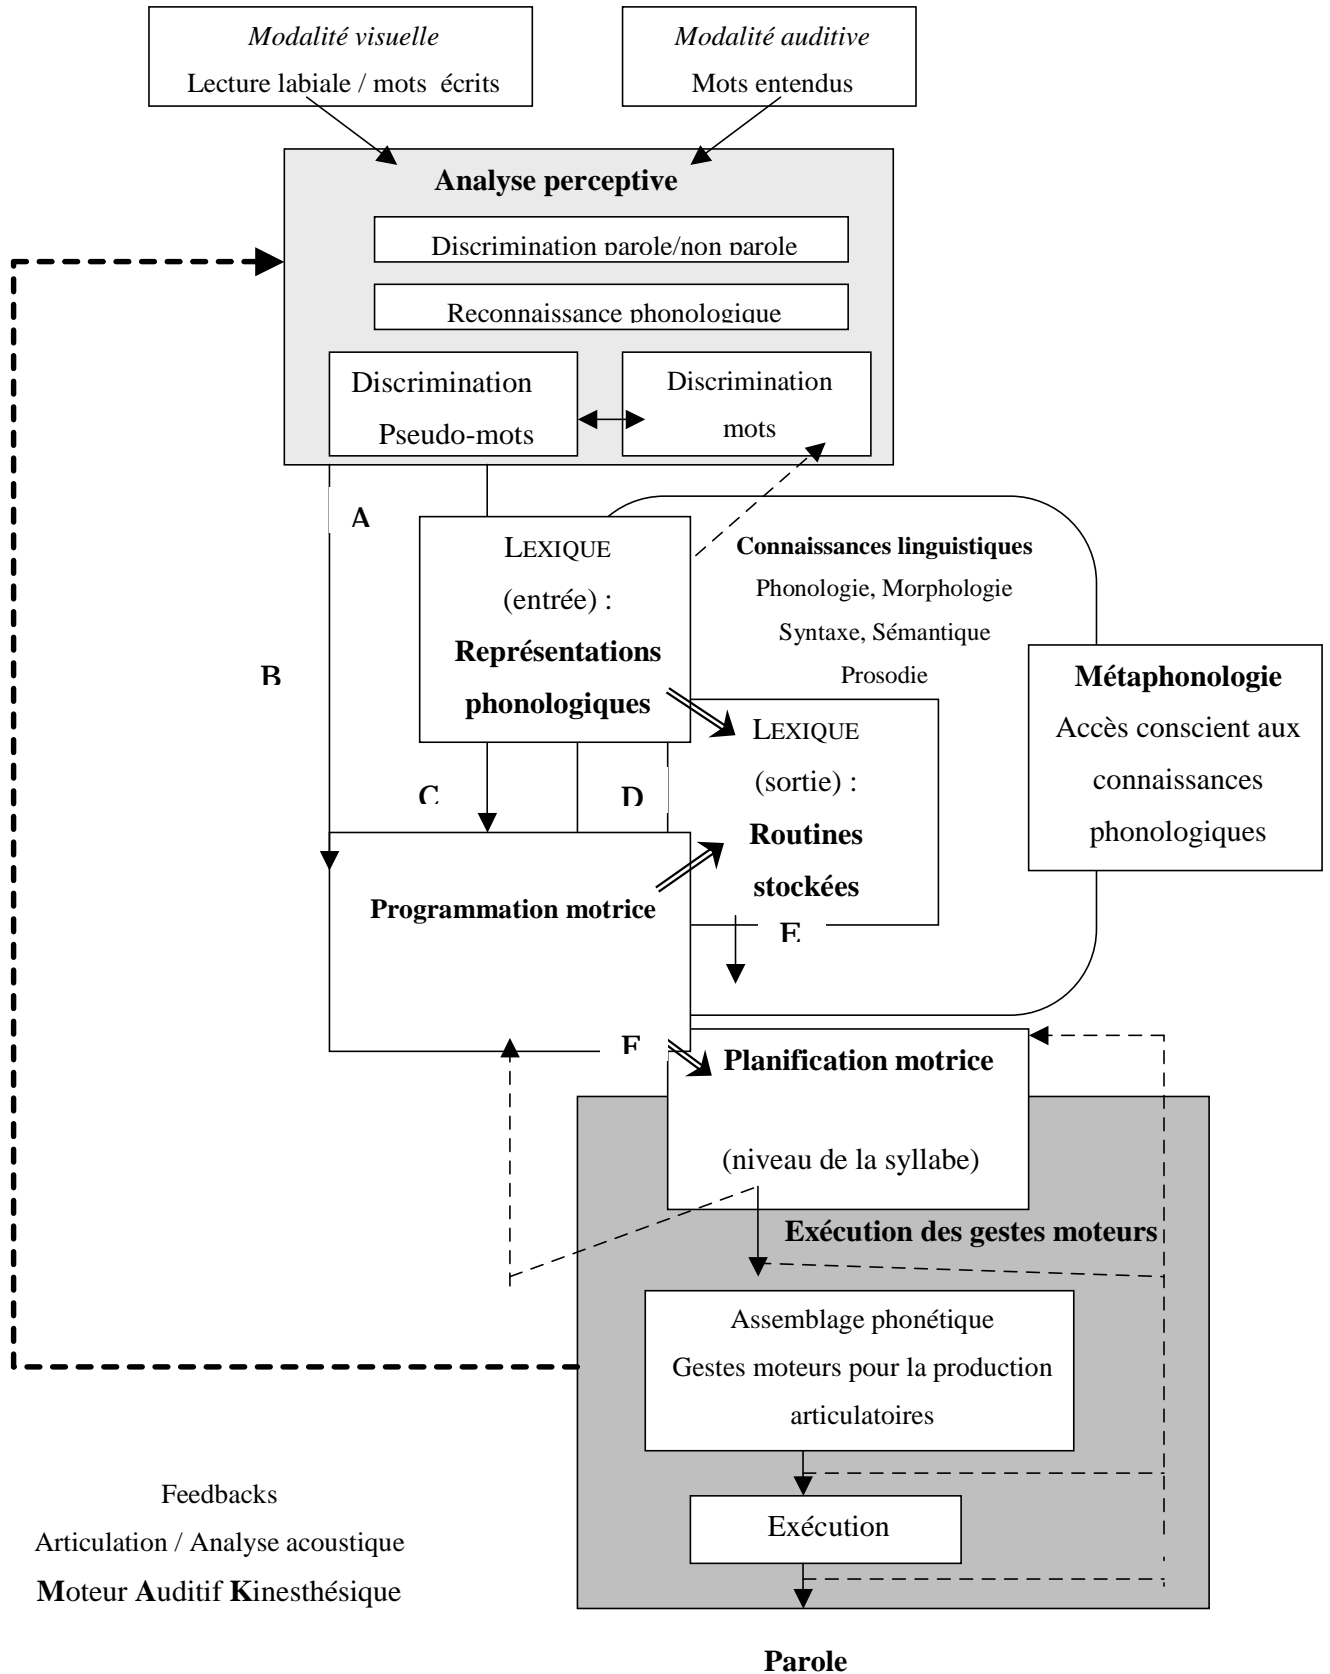 Modalité visuelle
Lecture labiale / mots écrits
Modalité auditive
Mots entendus
Analyse perceptive
Discrimination parole/non parole
Reconnaissance phonologique
Discrimination
Pseudo-mots
Discrimination
mots
A
B
LEXIQUE
(entrée) :
Représentations
phonologiques
Connaissances linguistiques
Phonologie, Morphologie
Syntaxe, Sémantique
Prosodie
Métaphonologie
Accès conscient aux
connaissances
phonologiques
C
D
LEXIQUE
(sortie) :
Routines
stockées
E
Programmation motrice
F
Planification motrice
(niveau de la syllabe)
Exécution des gestes moteurs
Assemblage phonétique
Gestes moteurs pour la production
articulatoires
Exécution
Feedbacks
Articulation / Analyse acoustique
Moteur Auditif Kinesthésique
Parole